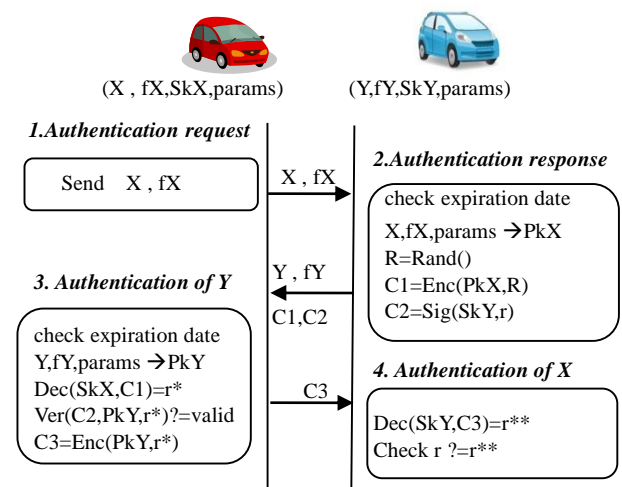 (X , fX,SkX,params)
(Y,fY,SkY,params)
1.Authentication request
Send X , fX
X , fX
2.Authentication response
check expiration date
X,fX,params →PkX
R=Rand()
C1=Enc(PkX,R)
C2=Sig(SkY,r)
Y , fY
C1,C2
3. Authentication of Y
check expiration date
Y,fY,params →PkY
Dec(SkX,C1)=r*
Ver(C2,PkY,r*)?=valid
C3=Enc(PkY,r*)
C3
4. Authentication of X
Dec(SkY,C3)=r**
Check r ?=r**